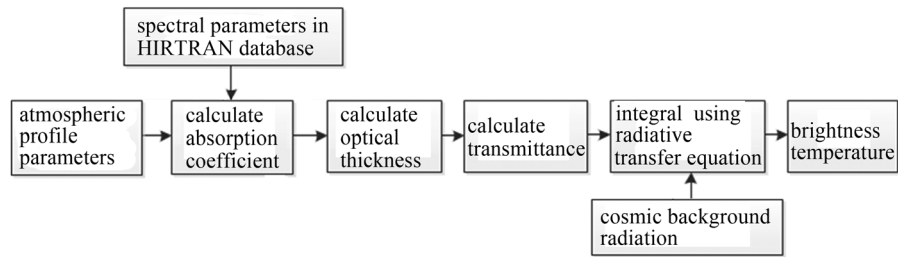 spectral parameters in
HIRTRAN database
atmospheric
profile
parameters
calculate
absorption
coefficient
calculate
optical
thickness
calculate
transmittance
integral using
radiative
transfer equation
brightness
temperature
cosmic background
radiation